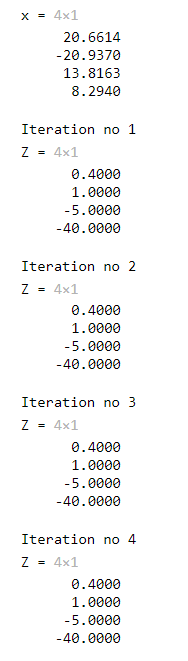 x = 4×1
20.6614
-20.9370
13.8163
8.2940
Iteration no 1
Z = 4×1
0.4000
1.0000
-5.0000
-40.0000
Iteration no 2
Z = 4×1
0.4000
1.0000
-5.0000
-40.0000
Iteration no 3
Z = 4×1
0.4000
1.0000
-5.0000
-40.0000
Iteration no 4
Z = 4×1
0.4000
1.0000
-5.0000
-40.0000